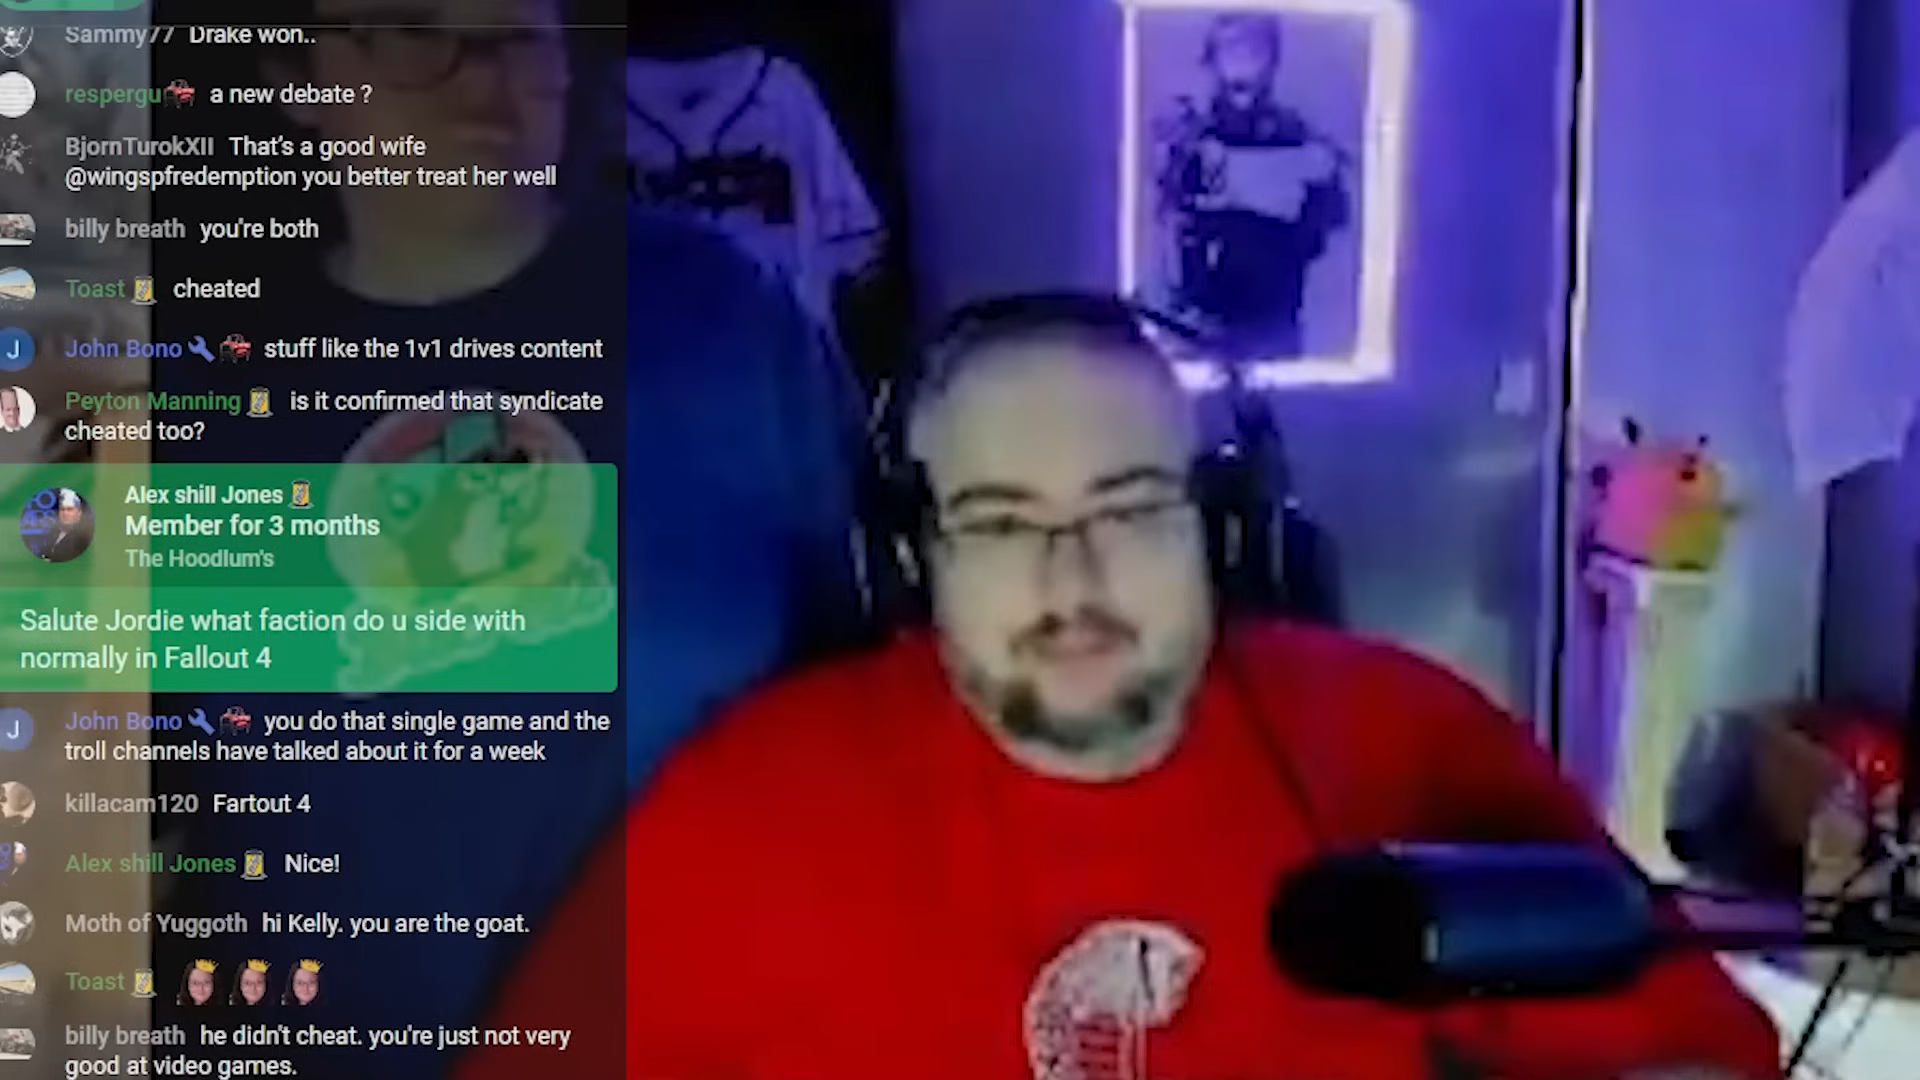 Sammy77 Drake won..
respergu a new debate ?
BjornTurokXII That's a good wife
@wingspfredemption you better treat her well
billy breath you're both
Toast cheated
J John Bono stuff like the 1v1 drives content
Peyton Manning is it confirmed that syndicate
cheated too?
Alex shill Jones
Member for 3 months
The Hoodlum's
Salute Jordie what faction do u side with
normally in Fallout 4
J John Bono you do that single game and the
troll channels have talked about it for a week
killacam120 Fartout 4
Alex shill Jones Nice!
Moth of Yuggoth hi Kelly. you are the goat.
Toast
billy breath he didn't cheat. you're just not very
good at video games.